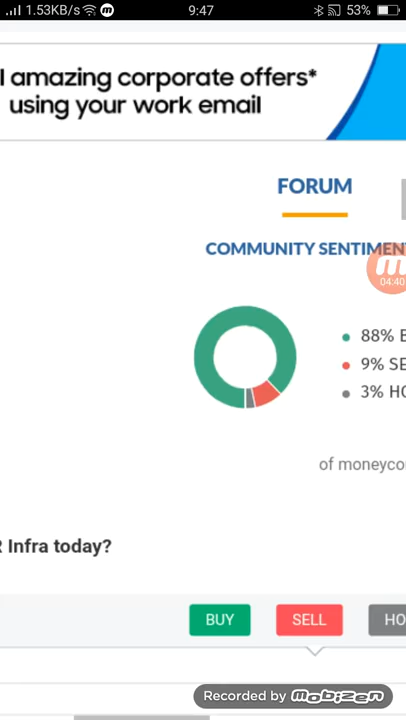 1.53KB/s 9:47 53%
l amazing corporate offers*
using your work email
FORUM
COMMUNITY SENTIMEN
04:40
88% B
9% SE
3% HO
of moneyco
R Infra today?
BUY SELL HO
Recorded by mobizen